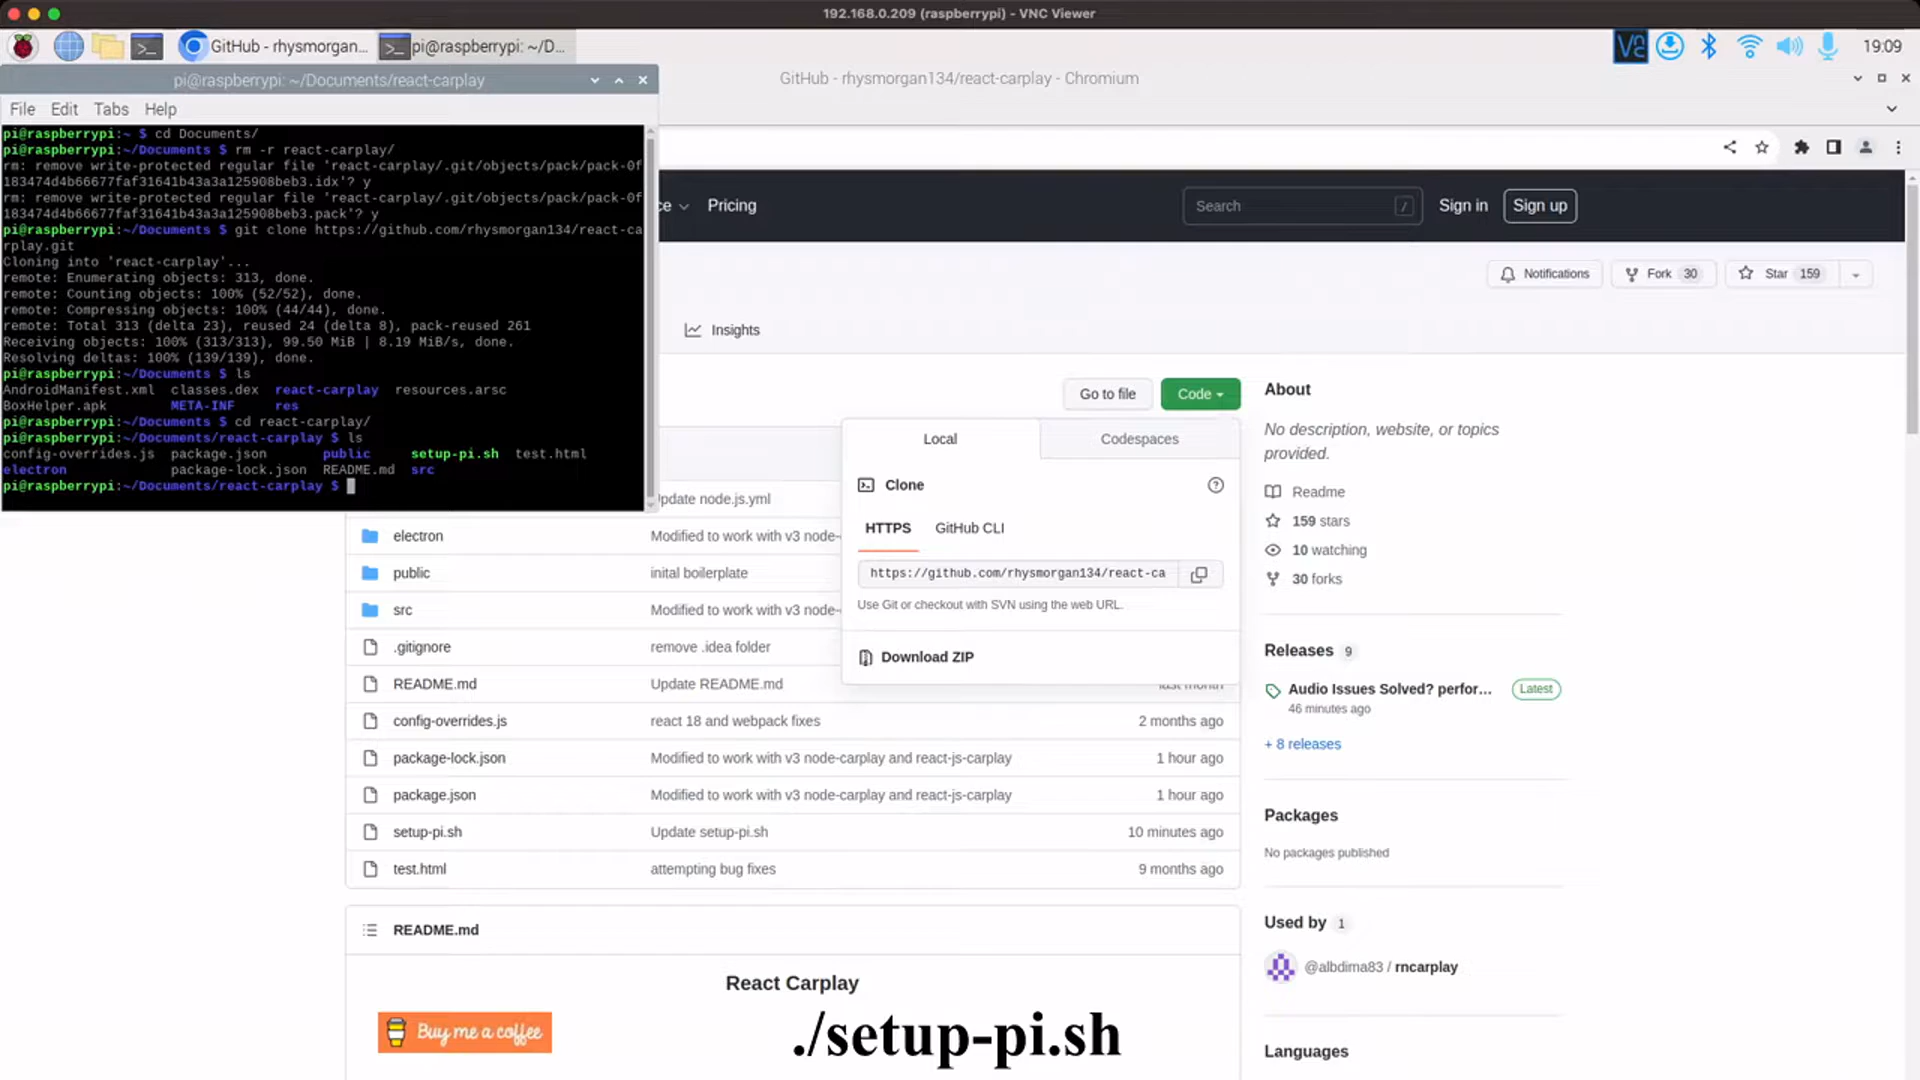 192.168.0.209 (raspberrypi) - VNC Viewer
GitHub - rhysmorgan...
pi@raspberrypi: ~/D...
19:09
pi@raspberrypi: ~/Documents/react-carplay
GitHub - rhysmorgan134/react-carplay - Chromium
File Edit Tabs Help
pi@raspberrypi:~ $ cd Documents/
pi@raspberrypi:~/Documents $ rm -r react-carplay/
rm: remove write-protected regular file 'react-carplay/.git/objects/pack/pack-0f
183474d4b66677faf31641b43a3a125908beb3.idx'? y
rm: remove write-protected regular file 'react-carplay/.git/objects/pack/pack-0f
183474d4b66677faf31641b43a3a125908beb3.pack'? y
pi@raspberrypi:~/Documents $ git clone https://github.com/rhysmorgan134/react-ca
rplay.git
Cloning into 'react-carplay'...
remote: Enumerating objects: 313, done.
remote: Counting objects: 100% (52/52), done.
remote: Compressing objects: 100% (44/44), done.
remote: Total 313 (delta 23), reused 24 (delta 8), pack-reused 261
Receiving objects: 100% (313/313), 99.50 MiB | 8.19 MiB/s, done.
Resolving deltas: 100% (139/139), done.
pi@raspberrypi:~/Documents $ ls
AndroidManifest.xml classes.dex react-carplay resources.arsc
BoxHelper.apk META-INF res
pi@raspberrypi:~/Documents $ cd react-carplay/
pi@raspberrypi:~/Documents/react-carplay $ ls
config-overrides.js package.json public setup-pi.sh test.html
electron package-lock.json README.md src
pi@raspberrypi:~/Documents/react-carplay $
ce Pricing
Search /
Sign in
Sign up
Notifications
Fork 30
Star 159
Insights
Go to file
Code
Local
Codespaces
Clone
HTTPS
GitHub CLI
https://github.com/rhysmorgan134/react-ca
Use Git or checkout with SVN using the web URL.
Download ZIP
pdate node.js.yml
electron Modified to work with v3 node-
public inital boilerplate
src Modified to work with v3 node-
.gitignore remove .idea folder
README.md Update README.md last month
config-overrides.js react 18 and webpack fixes 2 months ago
package-lock.json Modified to work with v3 node-carplay and react-js-carplay 1 hour ago
package.json Modified to work with v3 node-carplay and react-js-carplay 1 hour ago
setup-pi.sh Update setup-pi.sh 10 minutes ago
test.html attempting bug fixes 9 months ago
README.md
React Carplay
Buy me a coffee
./setup-pi.sh
About
No description, website, or topics
provided.
Readme
159 stars
10 watching
30 forks
Releases 9
Audio Issues Solved? perfor...
Latest
46 minutes ago
+ 8 releases
Packages
No packages published
Used by 1
@albdima83 / rncarplay
Languages